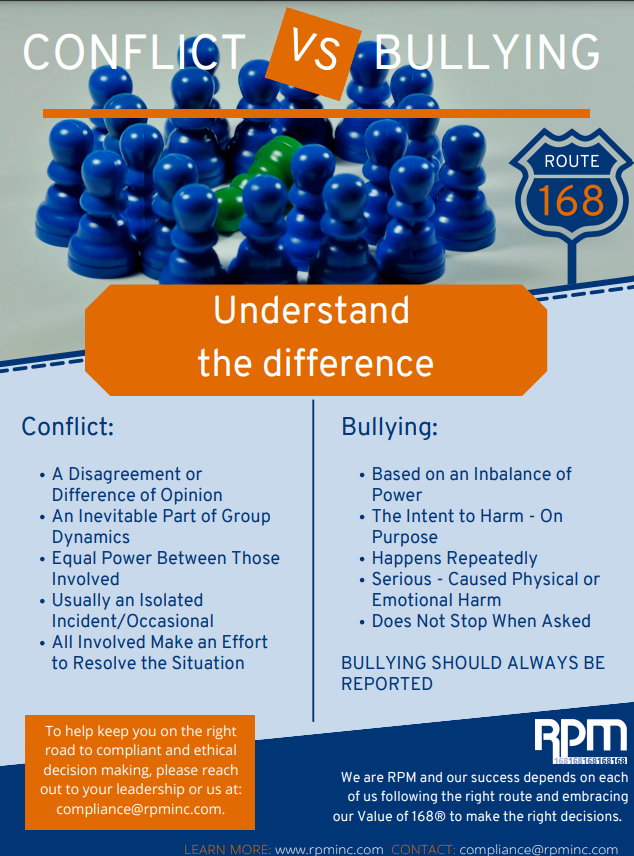 CONFLICT VS BULLYING
ROUTE
168
Understand
the difference
Conflict:
• A Disagreement or
Difference of Opinion
• An Inevitable Part of Group
Dynamics
• Equal Power Between Those
Involved
• Usually an Isolated
Incident/Occasional
• All Involved Make an Effort
to Resolve the Situation
Bullying:
• Based on an Inbalance of
Power
• The Intent to Harm - On
Purpose
• Happens Repeatedly
• Serious - Caused Physical or
Emotional Harm
• Does Not Stop When Asked
BULLYING SHOULD ALWAYS BE
REPORTED
To help keep you on the right
road to compliant and ethical
decision making, please reach
out to your leadership or us at:
compliance@rpminc.com.
RPM
168168168168168
We are RPM and our success depends on each
of us following the right route and embracing
our Value of 168® to make the right decisions.
LEARN MORE: www.rpminc.com CONTACT: compliance@rpminc.com